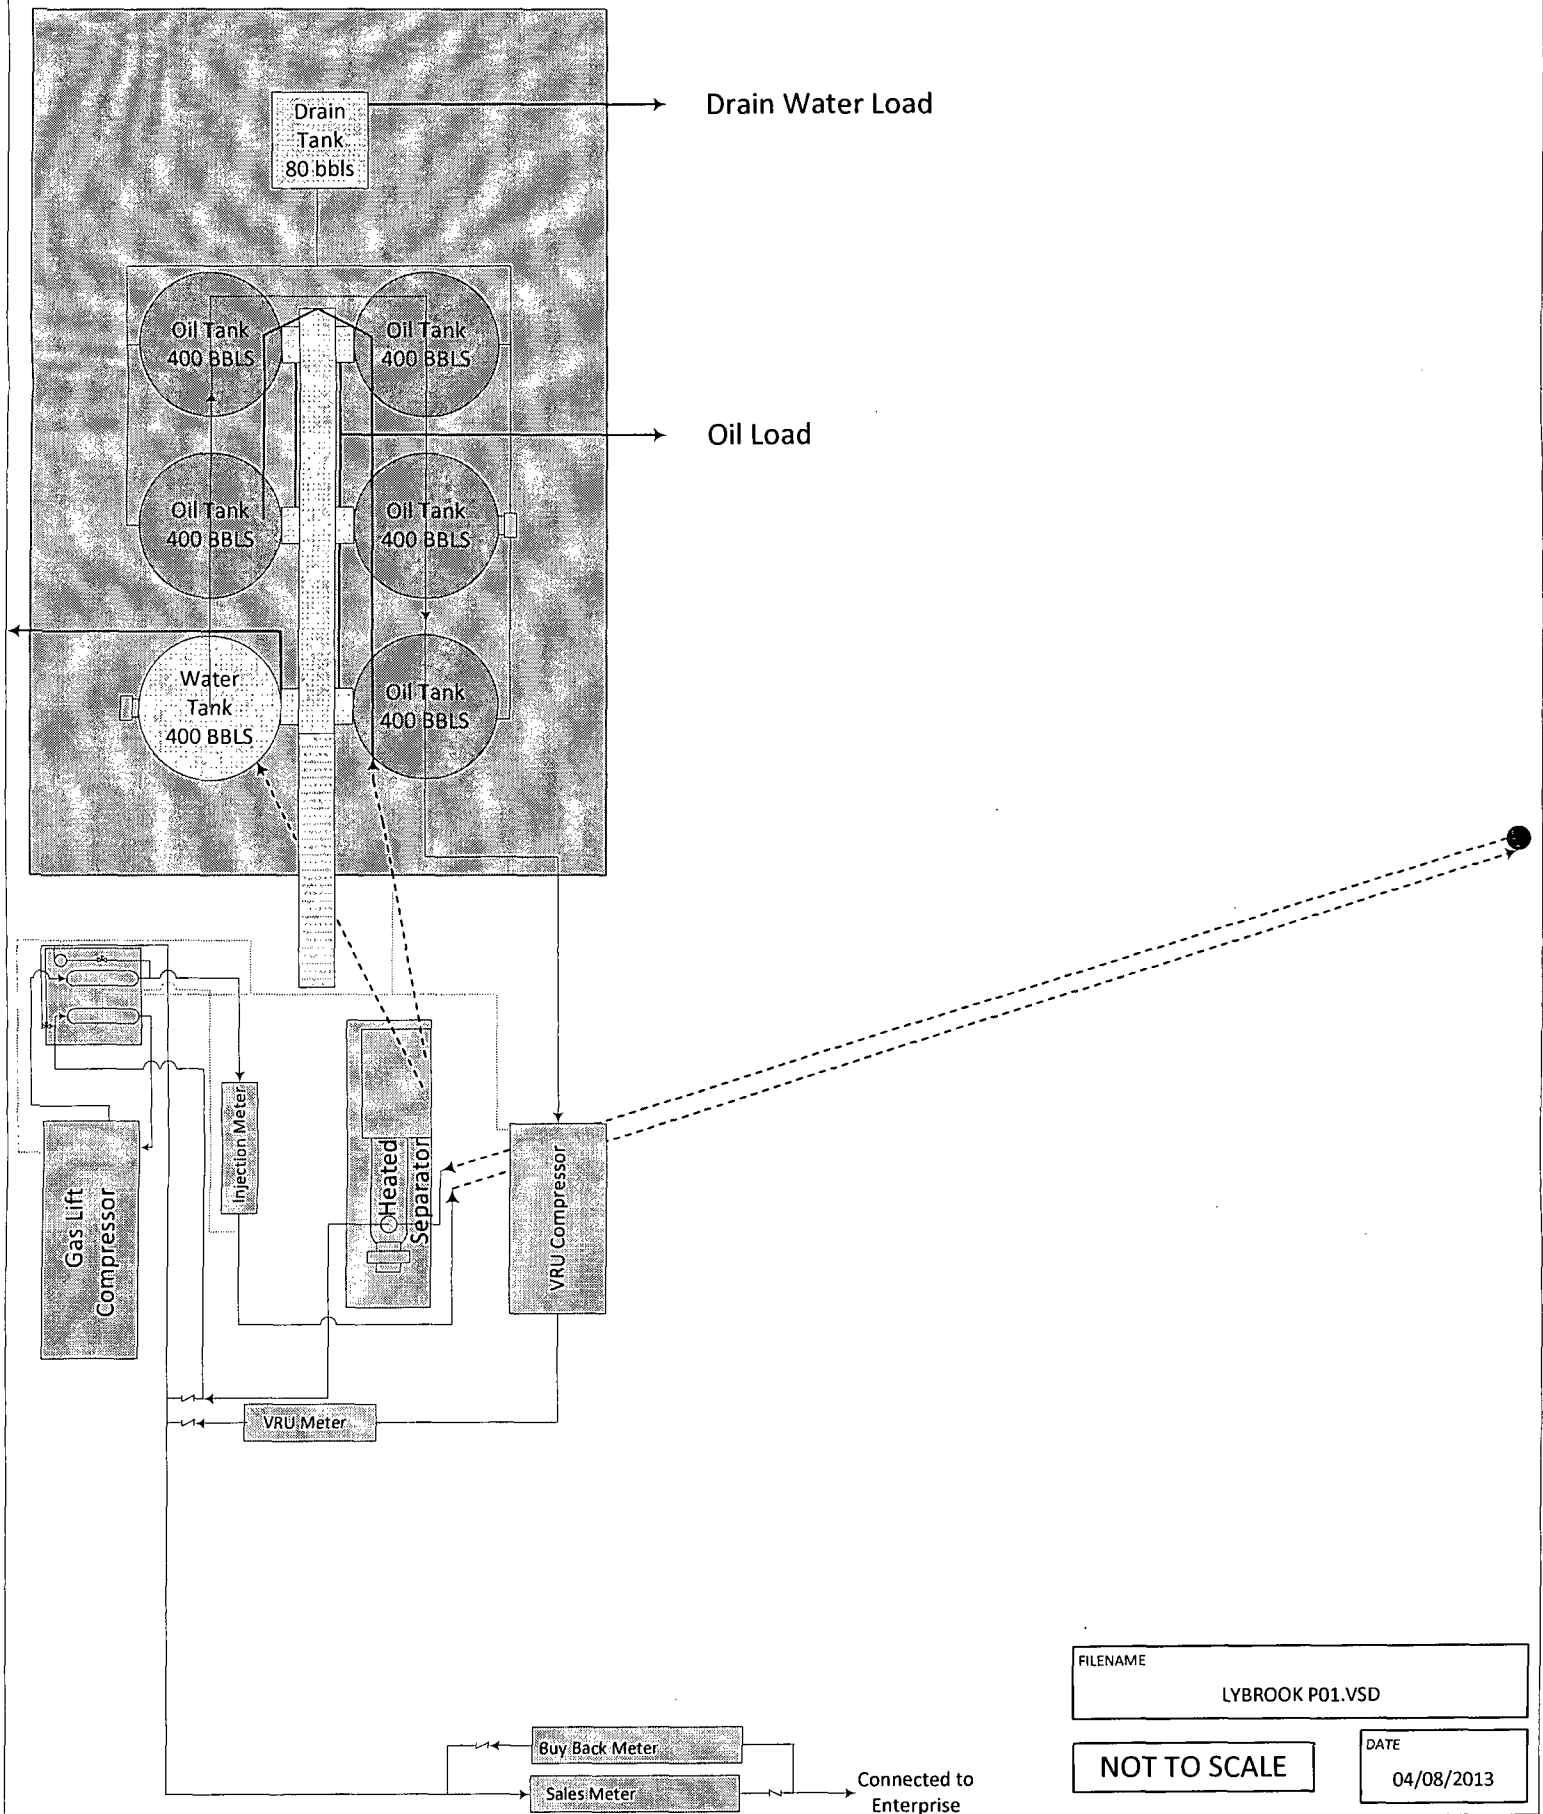 Drain
Tank
80 bbls
Drain Water Load
Oil Tank
400 BBLS
Oil Tank
400 BBLS
Oil Load
Oil Tank
400 BBLS
Oil Tank
400 BBLS
Water
Tank
400 BBLS
Oil Tank
400 BBLS
Gas Lift
Compressor
Injection Meter
Heated
Separator
VRU Compressor
VRU Meter
Buy Back Meter
Sales Meter
Connected to
Enterprise
FILENAME
LYBROOK P01.VSD
NOT TO SCALE
DATE
04/08/2013